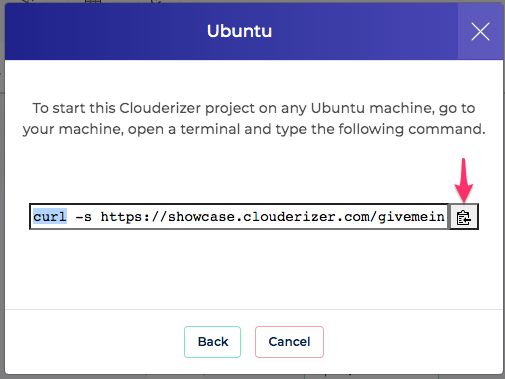 Ubuntu
To start this Clouderizer project on any Ubuntu machine, go to
your machine, open a terminal and type the following command.
curl -s https://showcase.clouderizer.com/givemein
Back
Cancel